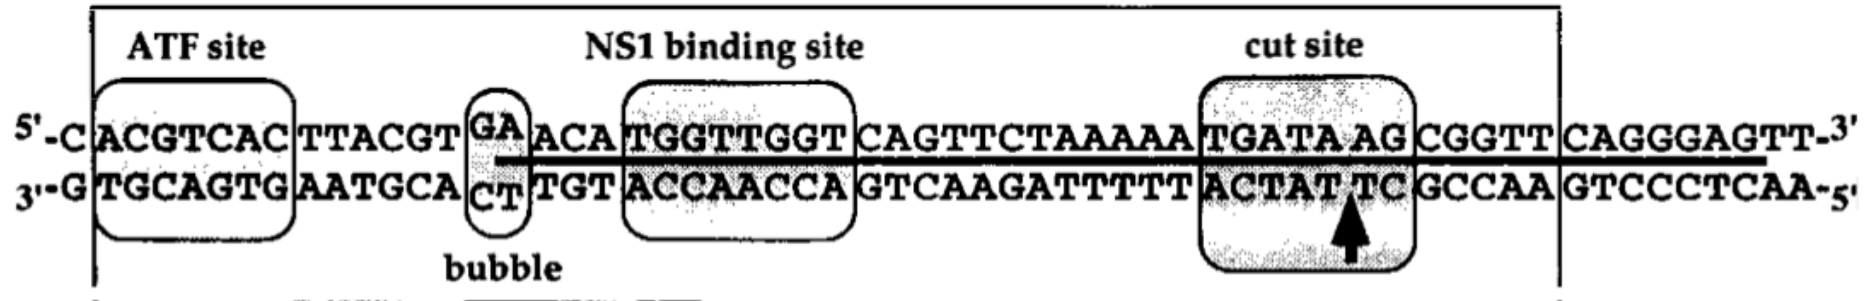 ATF site NS1 binding site cut site
5'-CACGTCACTTACGTGAACATGGTTGGTCAGTTCTAAAAATGATAAGCGGTTCAGGGAGTT-3'
3'-GTGCAGTGAATGCACTTGTACCAACCAGTCAAGATTTTTACTATTCGCCAAGTCCCTCAA-5'
bubble